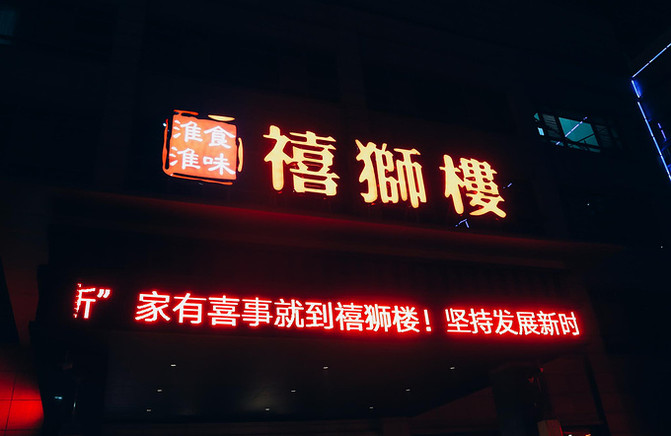 淮食
淮味
禧獅樓
新” 家有喜事就到禧狮楼！坚持发展新时